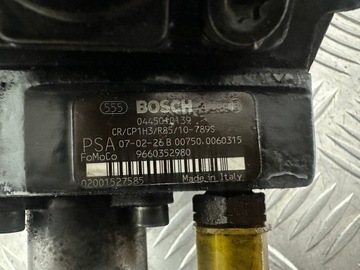 555 BOSCH
0445010139
CR/CP1H3/R85/10-789S
PSA 07-02-26 B 00750.0060315
FoMoCo 9660352980
02001527585 Made in Italy